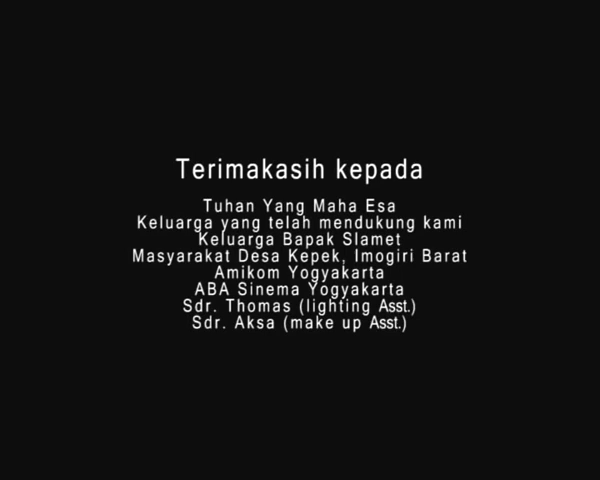 Terimakasih kepada
Tuhan Yang Maha Esa
Keluarga yang telah mendukung kami
Keluarga Bapak Slamet
Masyarakat Desa Kepek, Imogiri Barat
Amikom Yogyakarta
ABA Sinema Yogyakarta
Sdr. Thomas (lighting Asst.)
Sdr. Aksa (make up Asst.)